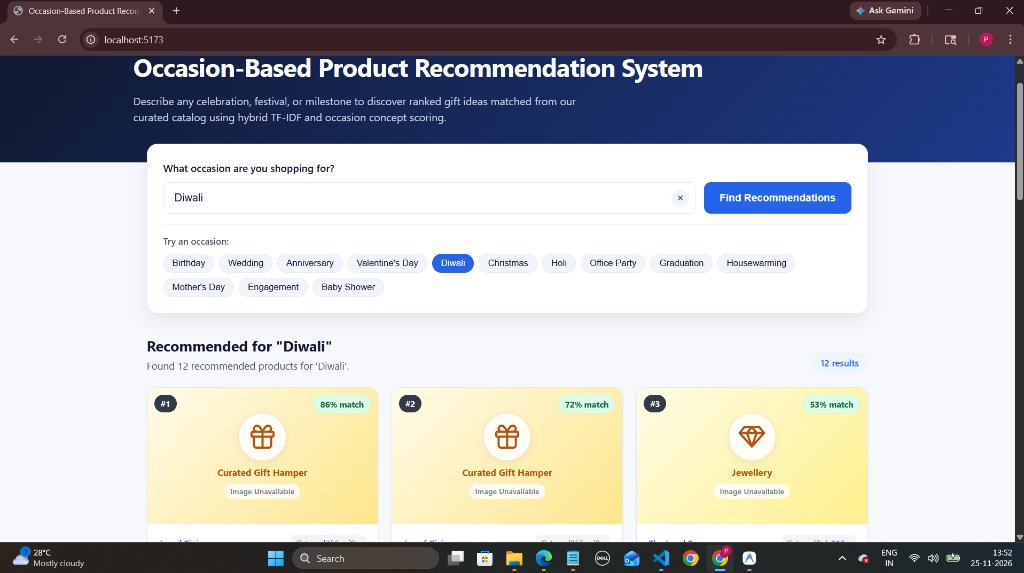 Occasion-Based Product Recom
Ask Gemini
localhost:5173
P
Occasion-Based Product Recommendation System
Describe any celebration, festival, or milestone to discover ranked gift ideas matched from our
curated catalog using hybrid TF-IDF and occasion concept scoring.
What occasion are you shopping for?
Diwali
Find Recommendations
Try an occasion:
Birthday Wedding Anniversary Valentine's Day Diwali Christmas Holi Office Party Graduation Housewarming
Mother's Day Engagement Baby Shower
Recommended for "Diwali"
Found 12 recommended products for 'Diwali'.
12 results
#1 86% match #2 72% match #3 53% match
Curated Gift Hamper Curated Gift Hamper Jewellery
Image Unavailable Image Unavailable Image Unavailable
28°C
Mostly cloudy
Search
DELL
ENG
IN
13:52
25-11-2026